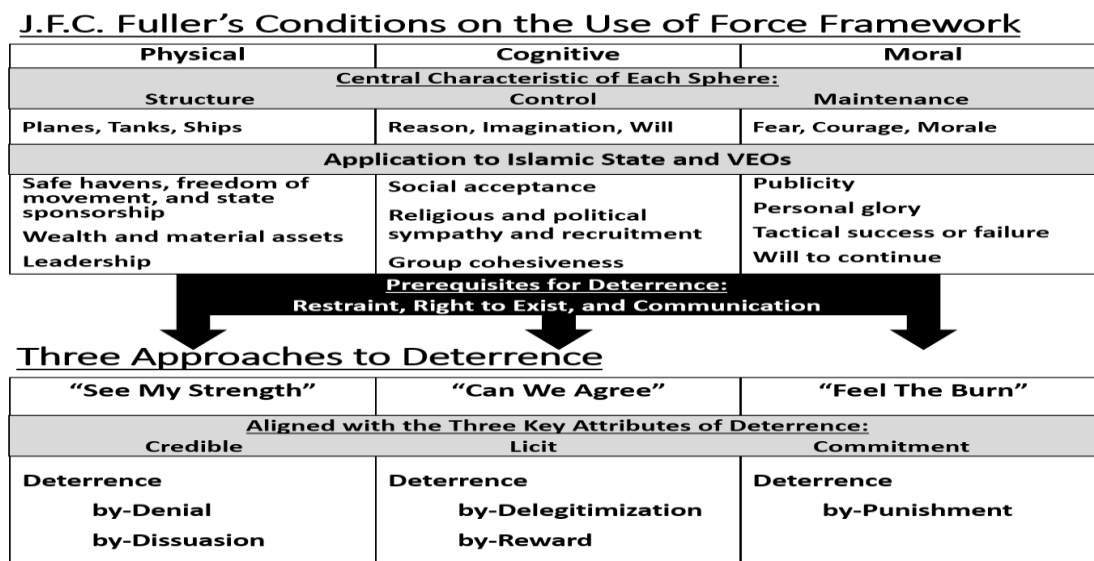 J.F.C. Fuller's Conditions on the Use of Force Framework
Physical
Cognitive
Moral
Central Characteristic of Each Sphere:
Structure
Control
Maintenance
Planes, Tanks, Ships
Reason, Imagination, Will
Fear, Courage, Morale
Application to Islamic State and VEOs
Safe havens, freedom of
movement, and state
sponsorship
Wealth and material assets
Leadership
Social acceptance
Religious and political
sympathy and recruitment
Group cohesiveness
Publicity
Personal glory
Tactical success or failure
Will to continue
Prerequisites for Deterrence:
Restraint, Right to Exist, and Communication
Three Approaches to Deterrence
“See My Strength”
“Can We Agree”
“Feel The Burn”
Aligned with the Three Key Attributes of Deterrence:
Credible
Licit
Commitment
Deterrence
by-Denial
by-Dissuasion
Deterrence
by-Delegitimization
by-Reward
Deterrence
by-Punishment